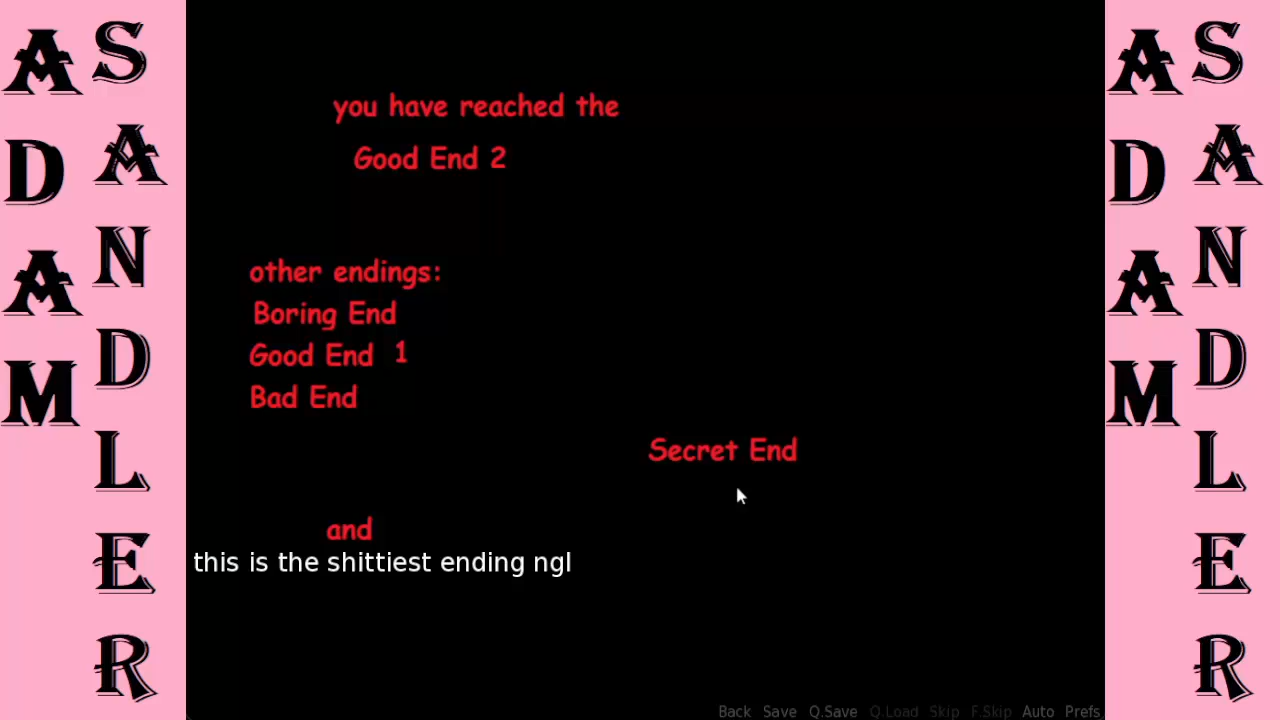 ADAM
SANDLER
you have reached the
Good End 2
other endings:
Boring End
Good End 1
Bad End
Secret End
and
this is the shittiest ending ngl
Back Save Q.Save Q.Load Skip F.Skip Auto Prefs
ADAM
SANDLER